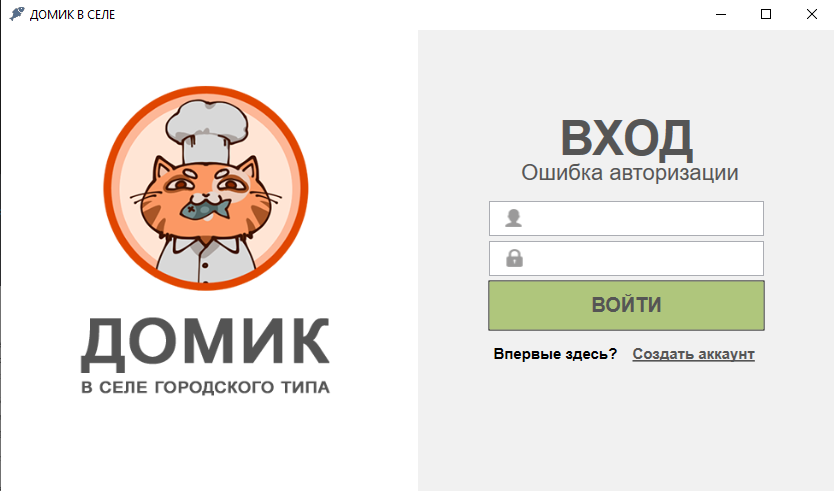 ДОМИК В СЕЛЕ
ДОМИК
В СЕЛЕ ГОРОДСКОГО ТИПА
ВХОД
Ошибка авторизации
ВОЙТИ
Впервые здесь? Создать аккаунт